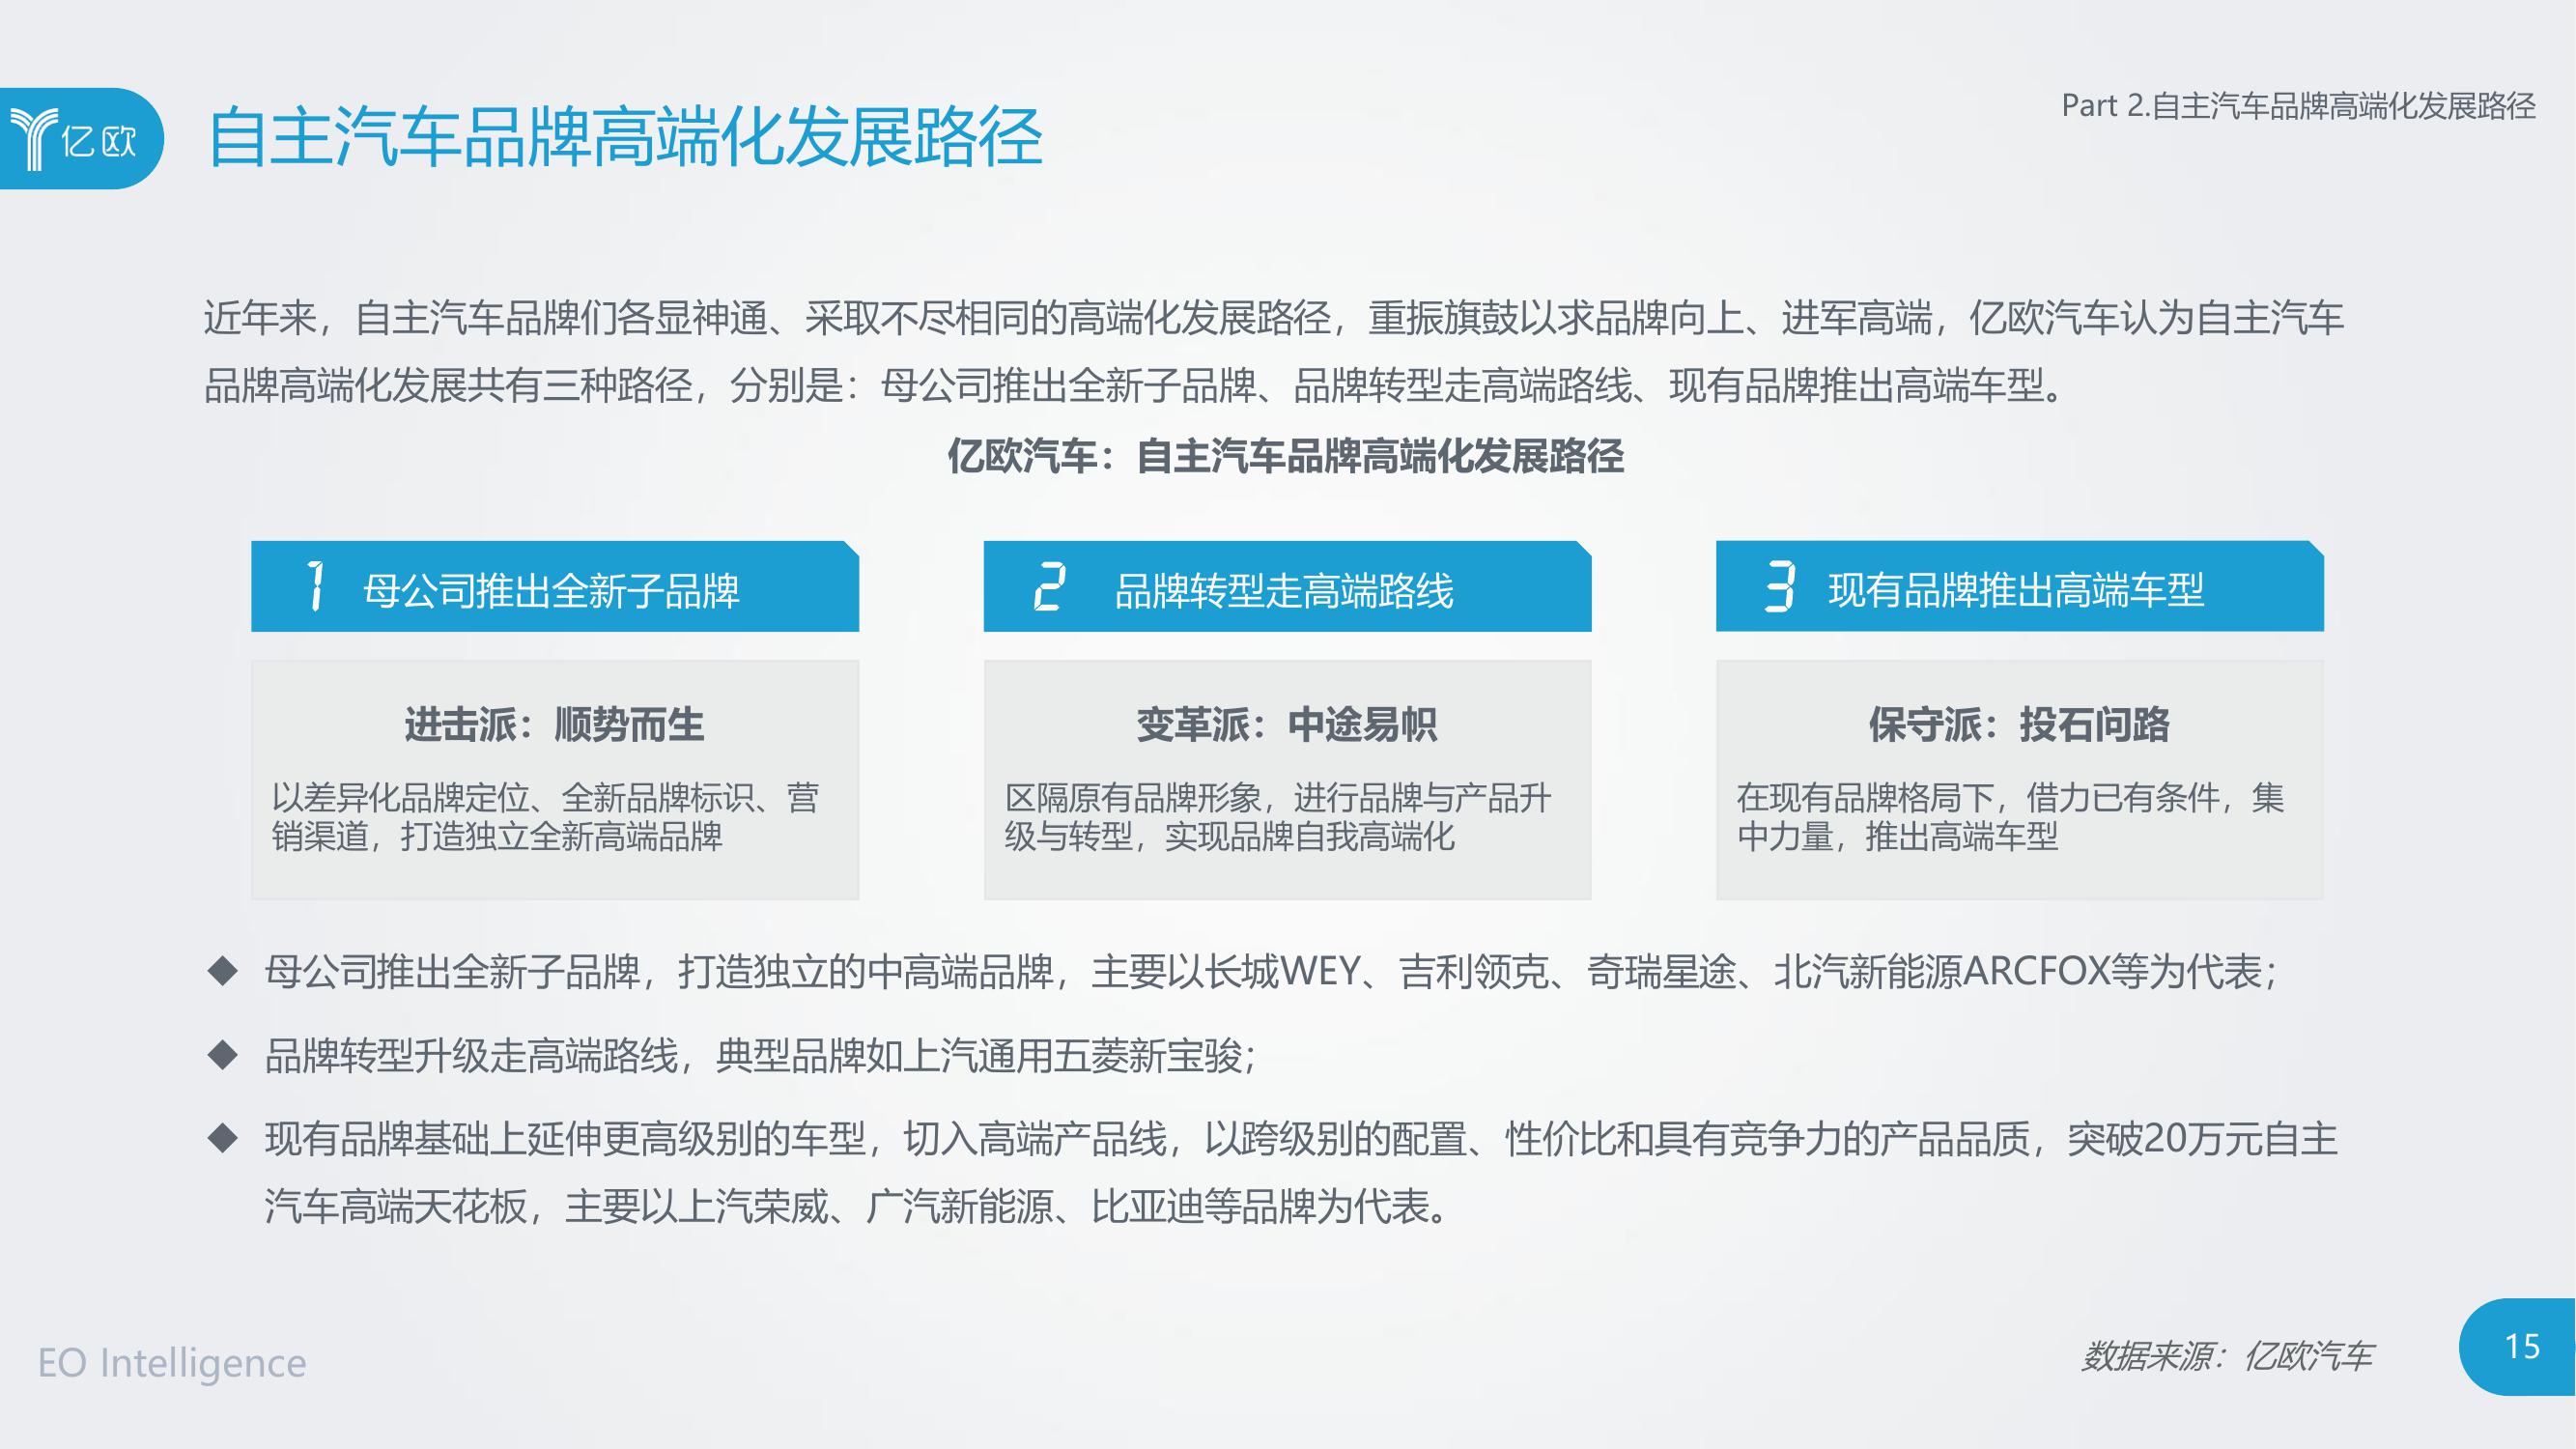 亿欧
自主汽车品牌高端化发展路径
Part 2.自主汽车品牌高端化发展路径
近年来，自主汽车品牌们各显神通、采取不尽相同的高端化发展路径，重振旗鼓以求品牌向上、进军高端，亿欧汽车认为自主汽车
品牌高端化发展共有三种路径，分别是：母公司推出全新子品牌、品牌转型走高端路线、现有品牌推出高端车型。
亿欧汽车：自主汽车品牌高端化发展路径
1 母公司推出全新子品牌
进击派：顺势而生
以差异化品牌定位、全新品牌标识、营
销渠道，打造独立全新高端品牌
2 品牌转型走高端路线
变革派：中途易帜
区隔原有品牌形象，进行品牌与产品升
级与转型，实现品牌自我高端化
3 现有品牌推出高端车型
保守派：投石问路
在现有品牌格局下，借力已有条件，集
中力量，推出高端车型
◆ 母公司推出全新子品牌，打造独立的中高端品牌，主要以长城WEY、吉利领克、奇瑞星途、北汽新能源ARCFOX等为代表；
◆ 品牌转型升级走高端路线，典型品牌如上汽通用五菱新宝骏；
◆ 现有品牌基础上延伸更高级别的车型，切入高端产品线，以跨级别的配置、性价比和具有竞争力的产品品质，突破20万元自主
汽车高端天花板，主要以上汽荣威、广汽新能源、比亚迪等品牌为代表。
EO Intelligence
数据来源：亿欧汽车
15